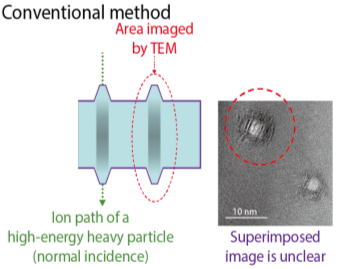 Conventional method
Area imaged
by TEM
10 nm
Ion path of a
high-energy heavy particle
(normal incidence)
Superimposed
image is unclear